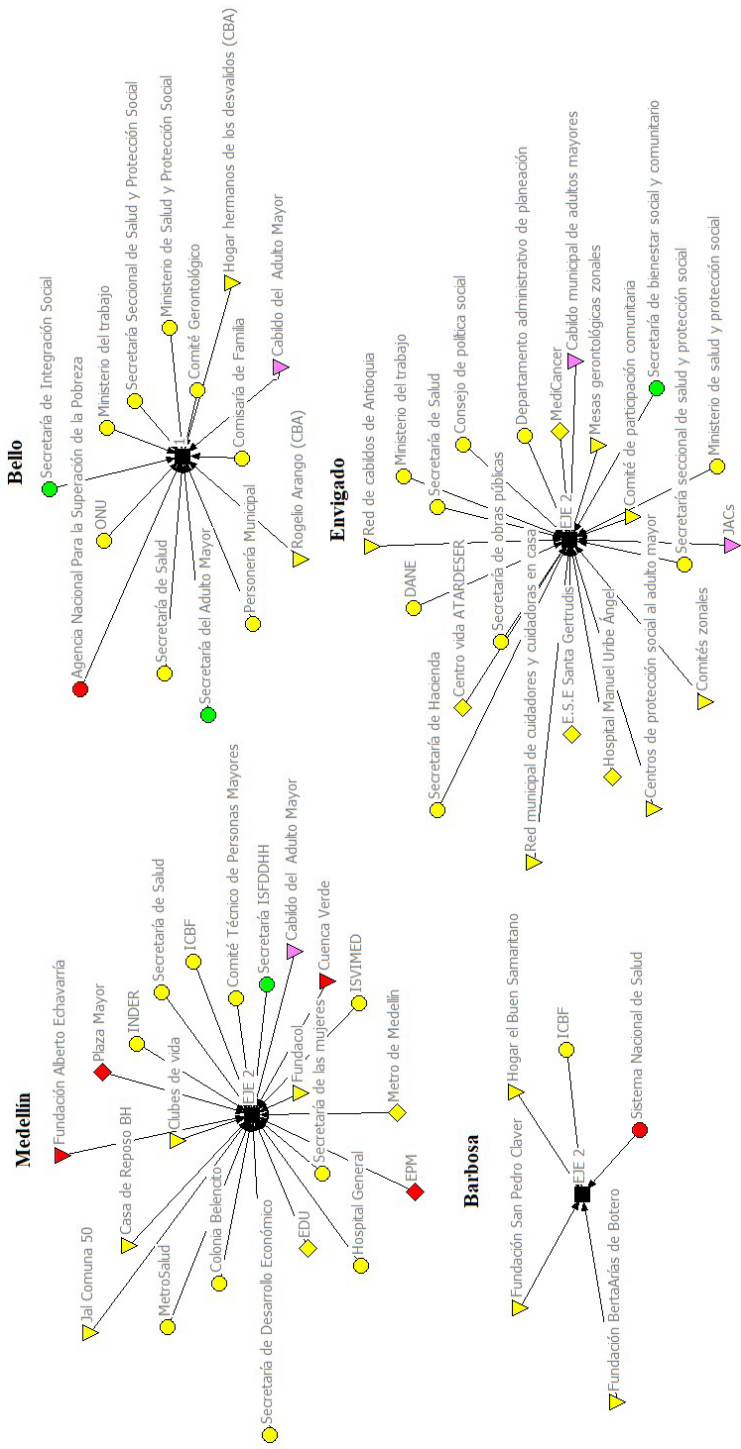 Medellín
Fundación Alberto Echavarría
Plaza Mayor
Jal Comuna 50
Casa de Reposo BH
INDER
Clubes de vida
Secretaría de Salud
MetroSalud
ICBF
Colonia Belencito
Comité Técnico de Personas Mayores
EJE 2
Secretaría ISFDDHH
Secretaría de Desarrollo Económico
Cabildo del Adulto Mayor
Fundacol
EDU
Cuenca Verde
Secretaría de las mujeres
ISVIMED
Hospital General
Metro de Medellín
EPM
Bello
Secretaría de Integración Social
Agencia Nacional Para la Superación de la Pobreza
ONU
Ministerio del trabajo
Secretaría Seccional de Salud y Protección Social
Secretaría de Salud
Ministerio de Salud y Protección Social
1
Comité Gerontológico
Secretaría del Adulto Mayor
Hogar hermanos de los desvalidos (CBA)
Comisaría de Familia
Personería Municipal
Cabildo del Adulto Mayor
Rogelio Arango (CBA)
Barbosa
Fundación San Pedro Claver
Hogar el Buen Samaritano
ICBF
EJE 2
Fundación BertaArías de Botero
Sistema Nacional de Salud
Envigado
Red de cabildos de Antioquia
Ministerio del trabajo
DANE
Secretaría de Salud
Secretaría de Hacienda
Centro vida ATARDESER
Consejo de política social
Secretaría de obras públicas
Departamento administrativo de planeación
Red municipal de cuidadores y cuidadoras en casa
MediCancer
EJE 2
E.S.E Santa Gertrudis
Cabildo municipal de adultos mayores
Mesas gerontológicas zonales
Hospital Manuel Uribe Ángel
Comité de participación comunitaria
Centros de protección social al adulto mayor
Secretaría de bienestar social y comunitario
Secretaría seccional de salud y protección social
Comités zonales
Ministerio de salud y protección social
JACs